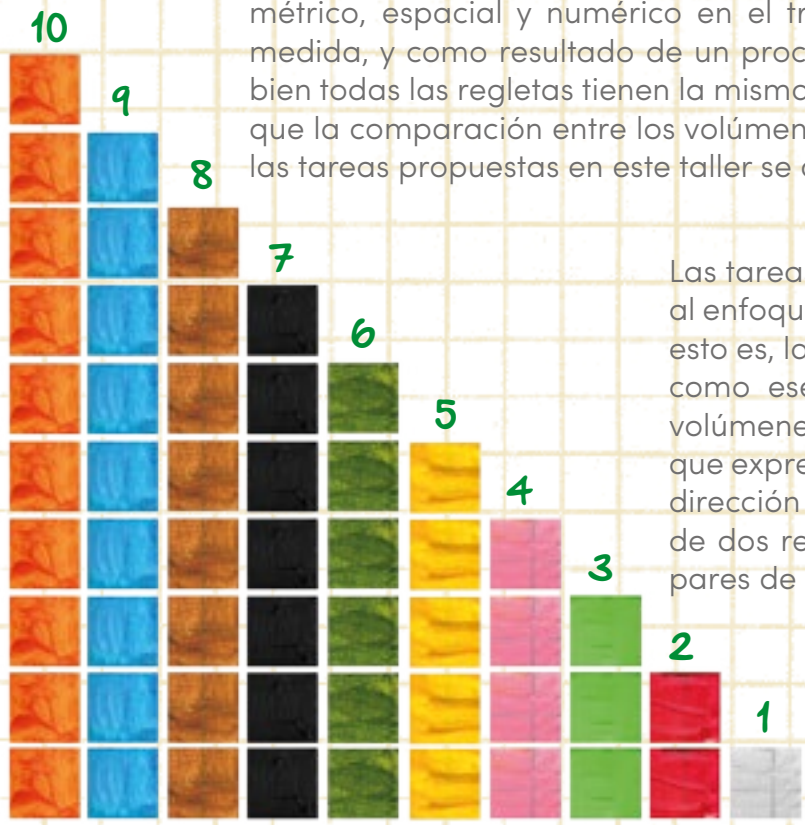 10
métrico, espacial y numérico en el
medida, y como resultado de un
bien todas las regletas tienen la
que la comparación entre los
las tareas propuestas en este taller se
9
8
7
6
5
4
3
2
1
Las
al
esto es,
como
de dos
pares de